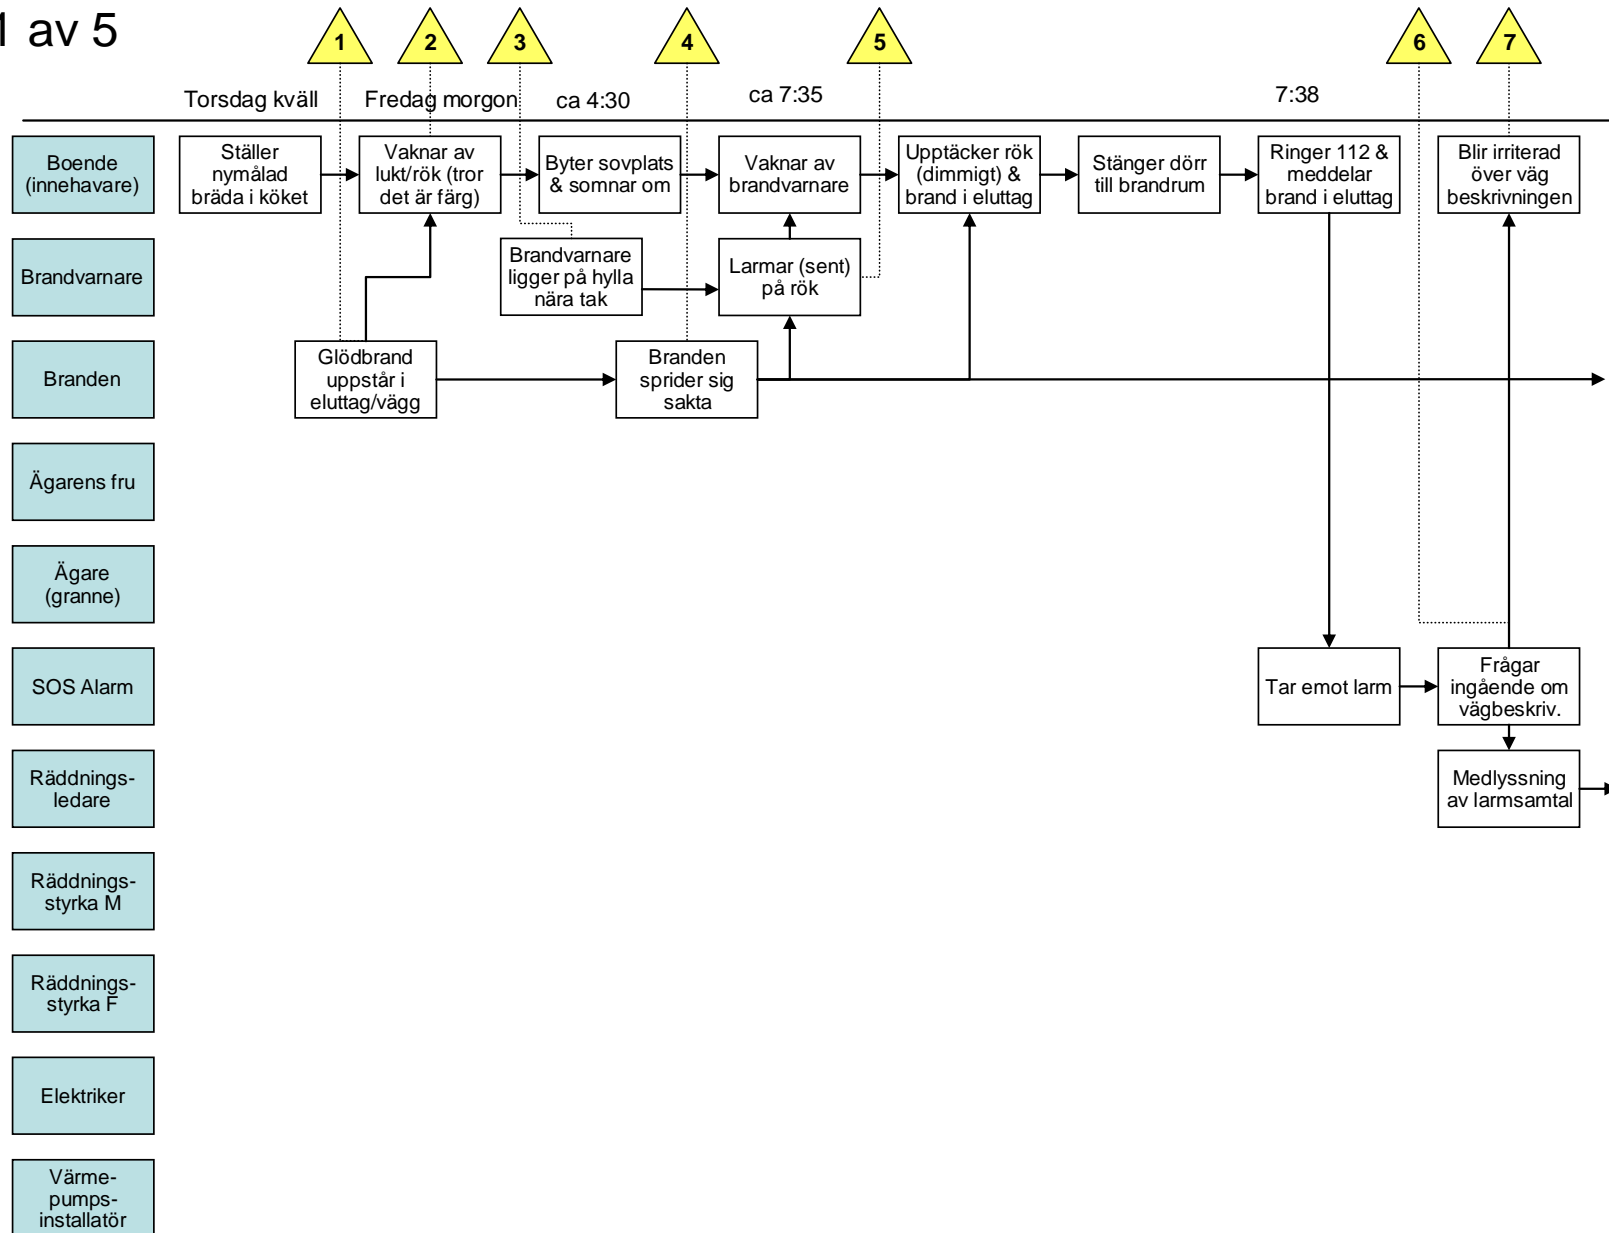 1 av 5
1
2
3
4
5
6
7
Torsdag kväll
Fredag morgon
ca 4:30
ca 7:35
7:38
Boende
(innehavare)
Ställer
nymålad
bräda i köket
Vaknar av
lukt/rök (tror
det är färg)
Byter sovplats
& somnar om
Vaknar av
brandvarnare
Upptäcker rök
(dimmigt) &
brand i eluttag
Stänger dörr
till brandrum
Ringer 112 &
meddelar
brand i eluttag
Blir irriterad
över väg
beskrivningen
Brandvarnare
Brandvarnare
ligger på hylla
nära tak
Larmar (sent)
på rök
Branden
Glödbrand
uppstår i
eluttag/vägg
Branden
sprider sig
sakta
Ägarens fru
Ägare
(granne)
SOS Alarm
Tar emot larm
Frågar
ingående om
vägbeskriv.
Räddnings-
ledare
Medlyssning
av larmsamtal
Räddnings-
styrka M
Räddnings-
styrka F
Elektriker
Värme-
pumps-
installatör